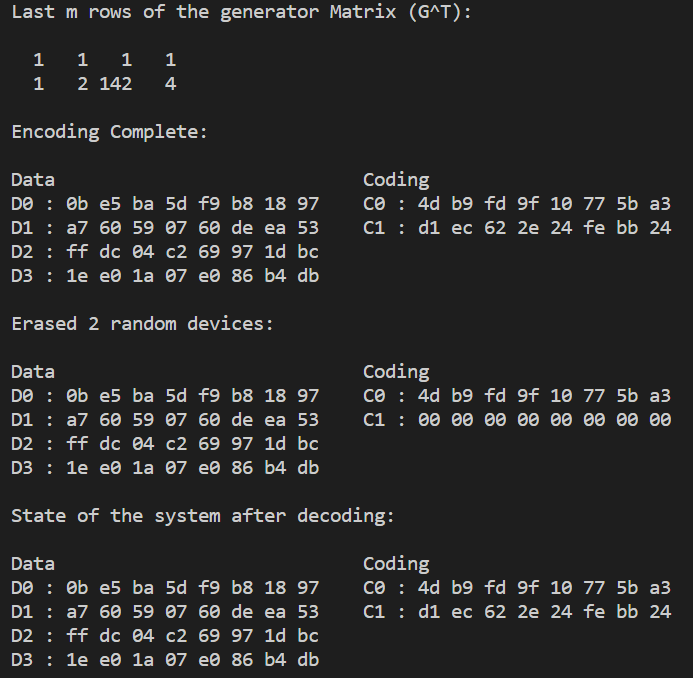 Last m rows of the generator Matrix (G^T):
1 1 1 1
1 2 142 4
Encoding Complete:
Data Coding
D0 : 0b e5 ba 5d f9 b8 18 97 C0 : 4d b9 fd 9f 10 77 5b a3
D1 : a7 60 59 07 60 de ea 53 C1 : d1 ec 62 2e 24 fe bb 24
D2 : ff dc 04 c2 69 97 1d bc
D3 : 1e e0 1a 07 e0 86 b4 db
Erased 2 random devices:
Data Coding
D0 : 0b e5 ba 5d f9 b8 18 97 C0 : 4d b9 fd 9f 10 77 5b a3
D1 : a7 60 59 07 60 de ea 53 C1 : 00 00 00 00 00 00 00 00
D2 : ff dc 04 c2 69 97 1d bc
D3 : 1e e0 1a 07 e0 86 b4 db
State of the system after decoding:
Data Coding
D0 : 0b e5 ba 5d f9 b8 18 97 C0 : 4d b9 fd 9f 10 77 5b a3
D1 : a7 60 59 07 60 de ea 53 C1 : d1 ec 62 2e 24 fe bb 24
D2 : ff dc 04 c2 69 97 1d bc
D3 : 1e e0 1a 07 e0 86 b4 db